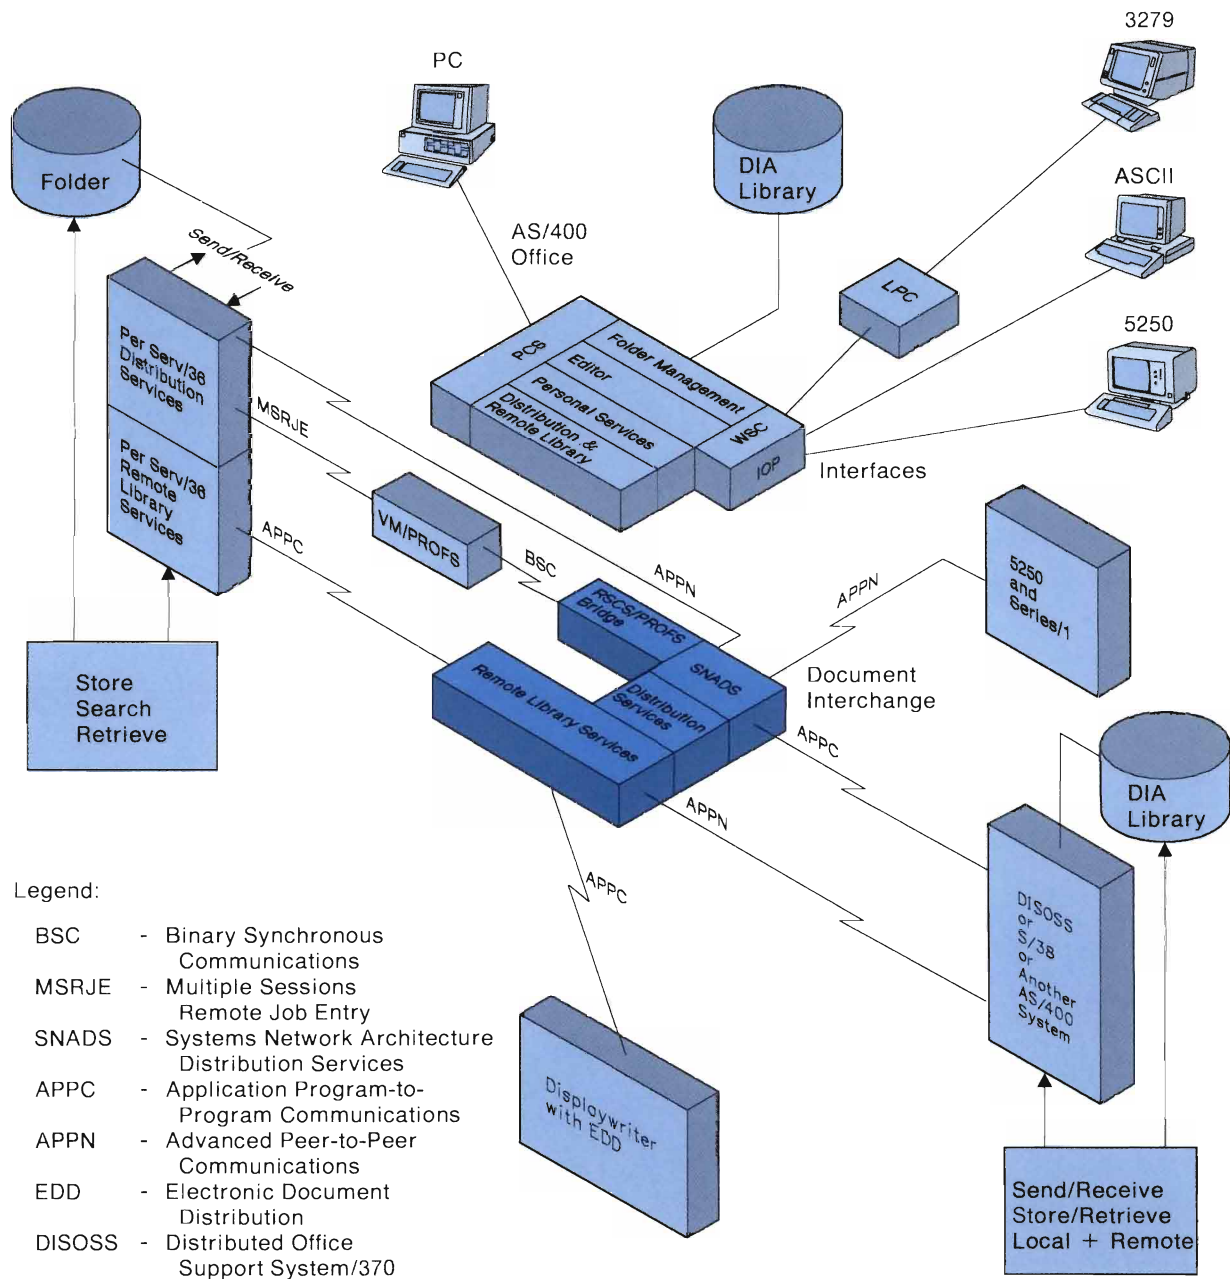 3279
PC
Folder
DIA
Library
ASCII
AS/400
Office
Send/Receive
LPC
5250
Per Serv/36
Distribution
Services
Per Serv/36
Remote
Library
Services
MSRJE
PCS
Folder Management
Editor
Personal Services
Distribution &
Remote Library
WSC
IOP
Interfaces
VM/PROFS
APPC
BSC
APPN
RSCS/PROFS
Bridge
SNADS
Distribution
Services
Remote Library Services
APPN
5250
and
Series/1
Document
Interchange
Store
Search
Retrieve
APPC
APPN
APPC
DIA
Library
DISOSS
or
S/38
or
Another
AS/400
System
Displaywriter
with EDD
Send/Receive
Store/Retrieve
Local + Remote
Legend:
BSC - Binary Synchronous
Communications
MSRJE - Multiple Sessions
Remote Job Entry
SNADS - Systems Network Architecture
Distribution Services
APPC - Application Program-to-
Program Communications
APPN - Advanced Peer-to-Peer
Communications
EDD - Electronic Document
Distribution
DISOSS - Distributed Office
Support System/370